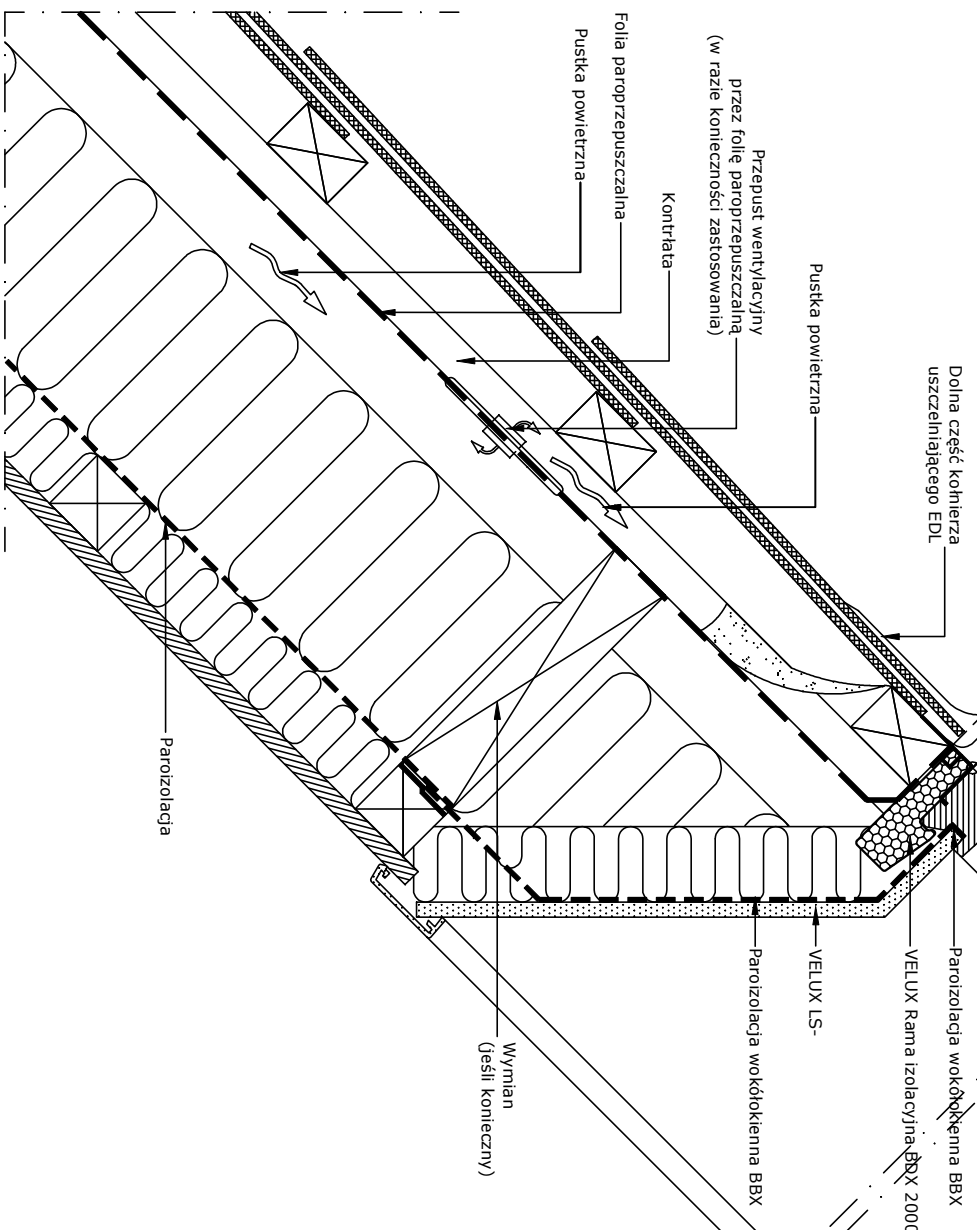 Dolna część kołnierza
uszczelniającego EDL
Pustka powietrzna
Przepust wentylacyjny
przez folię paroprzepuszczalną
(w razie konieczności zastosowania)
Kontrłata
Folia paroprzepuszczalna
Pustka powietrzna
Paroizolacja wokółokienna BBX
VELUX Rama izolacyjna BDX 2000
VELUX LS-
Paroizolacja wokółokienna BBX
Wymian
(jeśli konieczny)
Paroizolacja